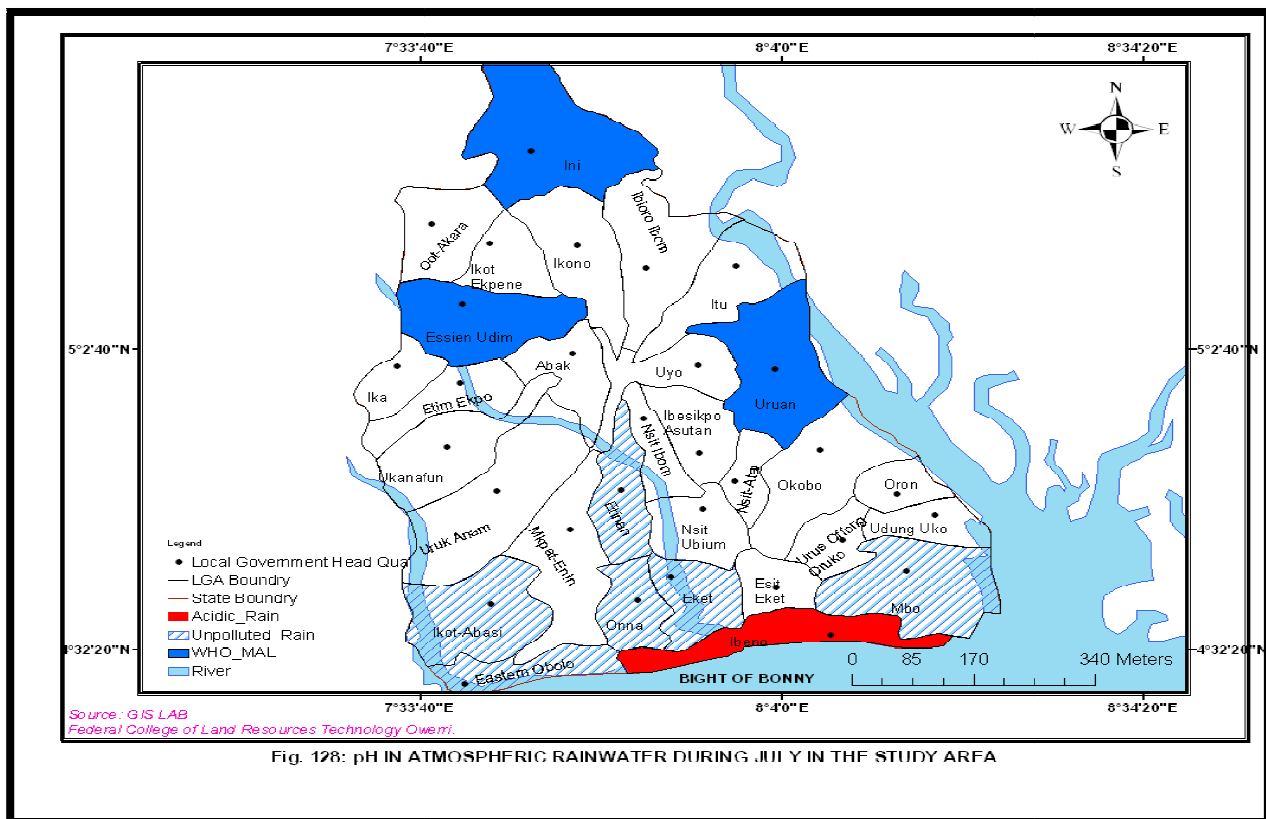 7°33'40"E
8°4'0"E
8°34'20"E
N
W
E
S
Ini
Ibioro Ibom
Oot-Akara
Ikot
Ekpene
Ikono
Itu
Essien Udim
5°2'40"N
5°2'40"N
Abak
Uyo
Ika
Etim Ekpo
Uruan
Ibesikpo
Asutan
Nsit Ibom
Ukanafun
Nsit-Atai
Okobo
Oron
Etinan
Nsit
Ubium
Udung Uko
Uruk Anam
Mkpat-Enin
Oruko
Legend
Local Government Head Qua
LGA Boundry
State Boundry
Acidic_Rain
Unpolluted_Rain
WHO_MAL
River
Ikot-Abasi
Onna
Eket
Esit
Eket
Mbo
Ibeno
Eastern Obolo
4°32'20"N
4°32'20"N
0 85 170 340 Meters
BIGHT OF BONNY
7°33'40"E
8°4'0"E
8°34'20"E
Source: GIS LAB
Federal College of Land Resources Technology Owerri.
Fig. 128: pH IN ATMOSPHERIC RAINWATER DURING JULY IN THE STUDY AREA